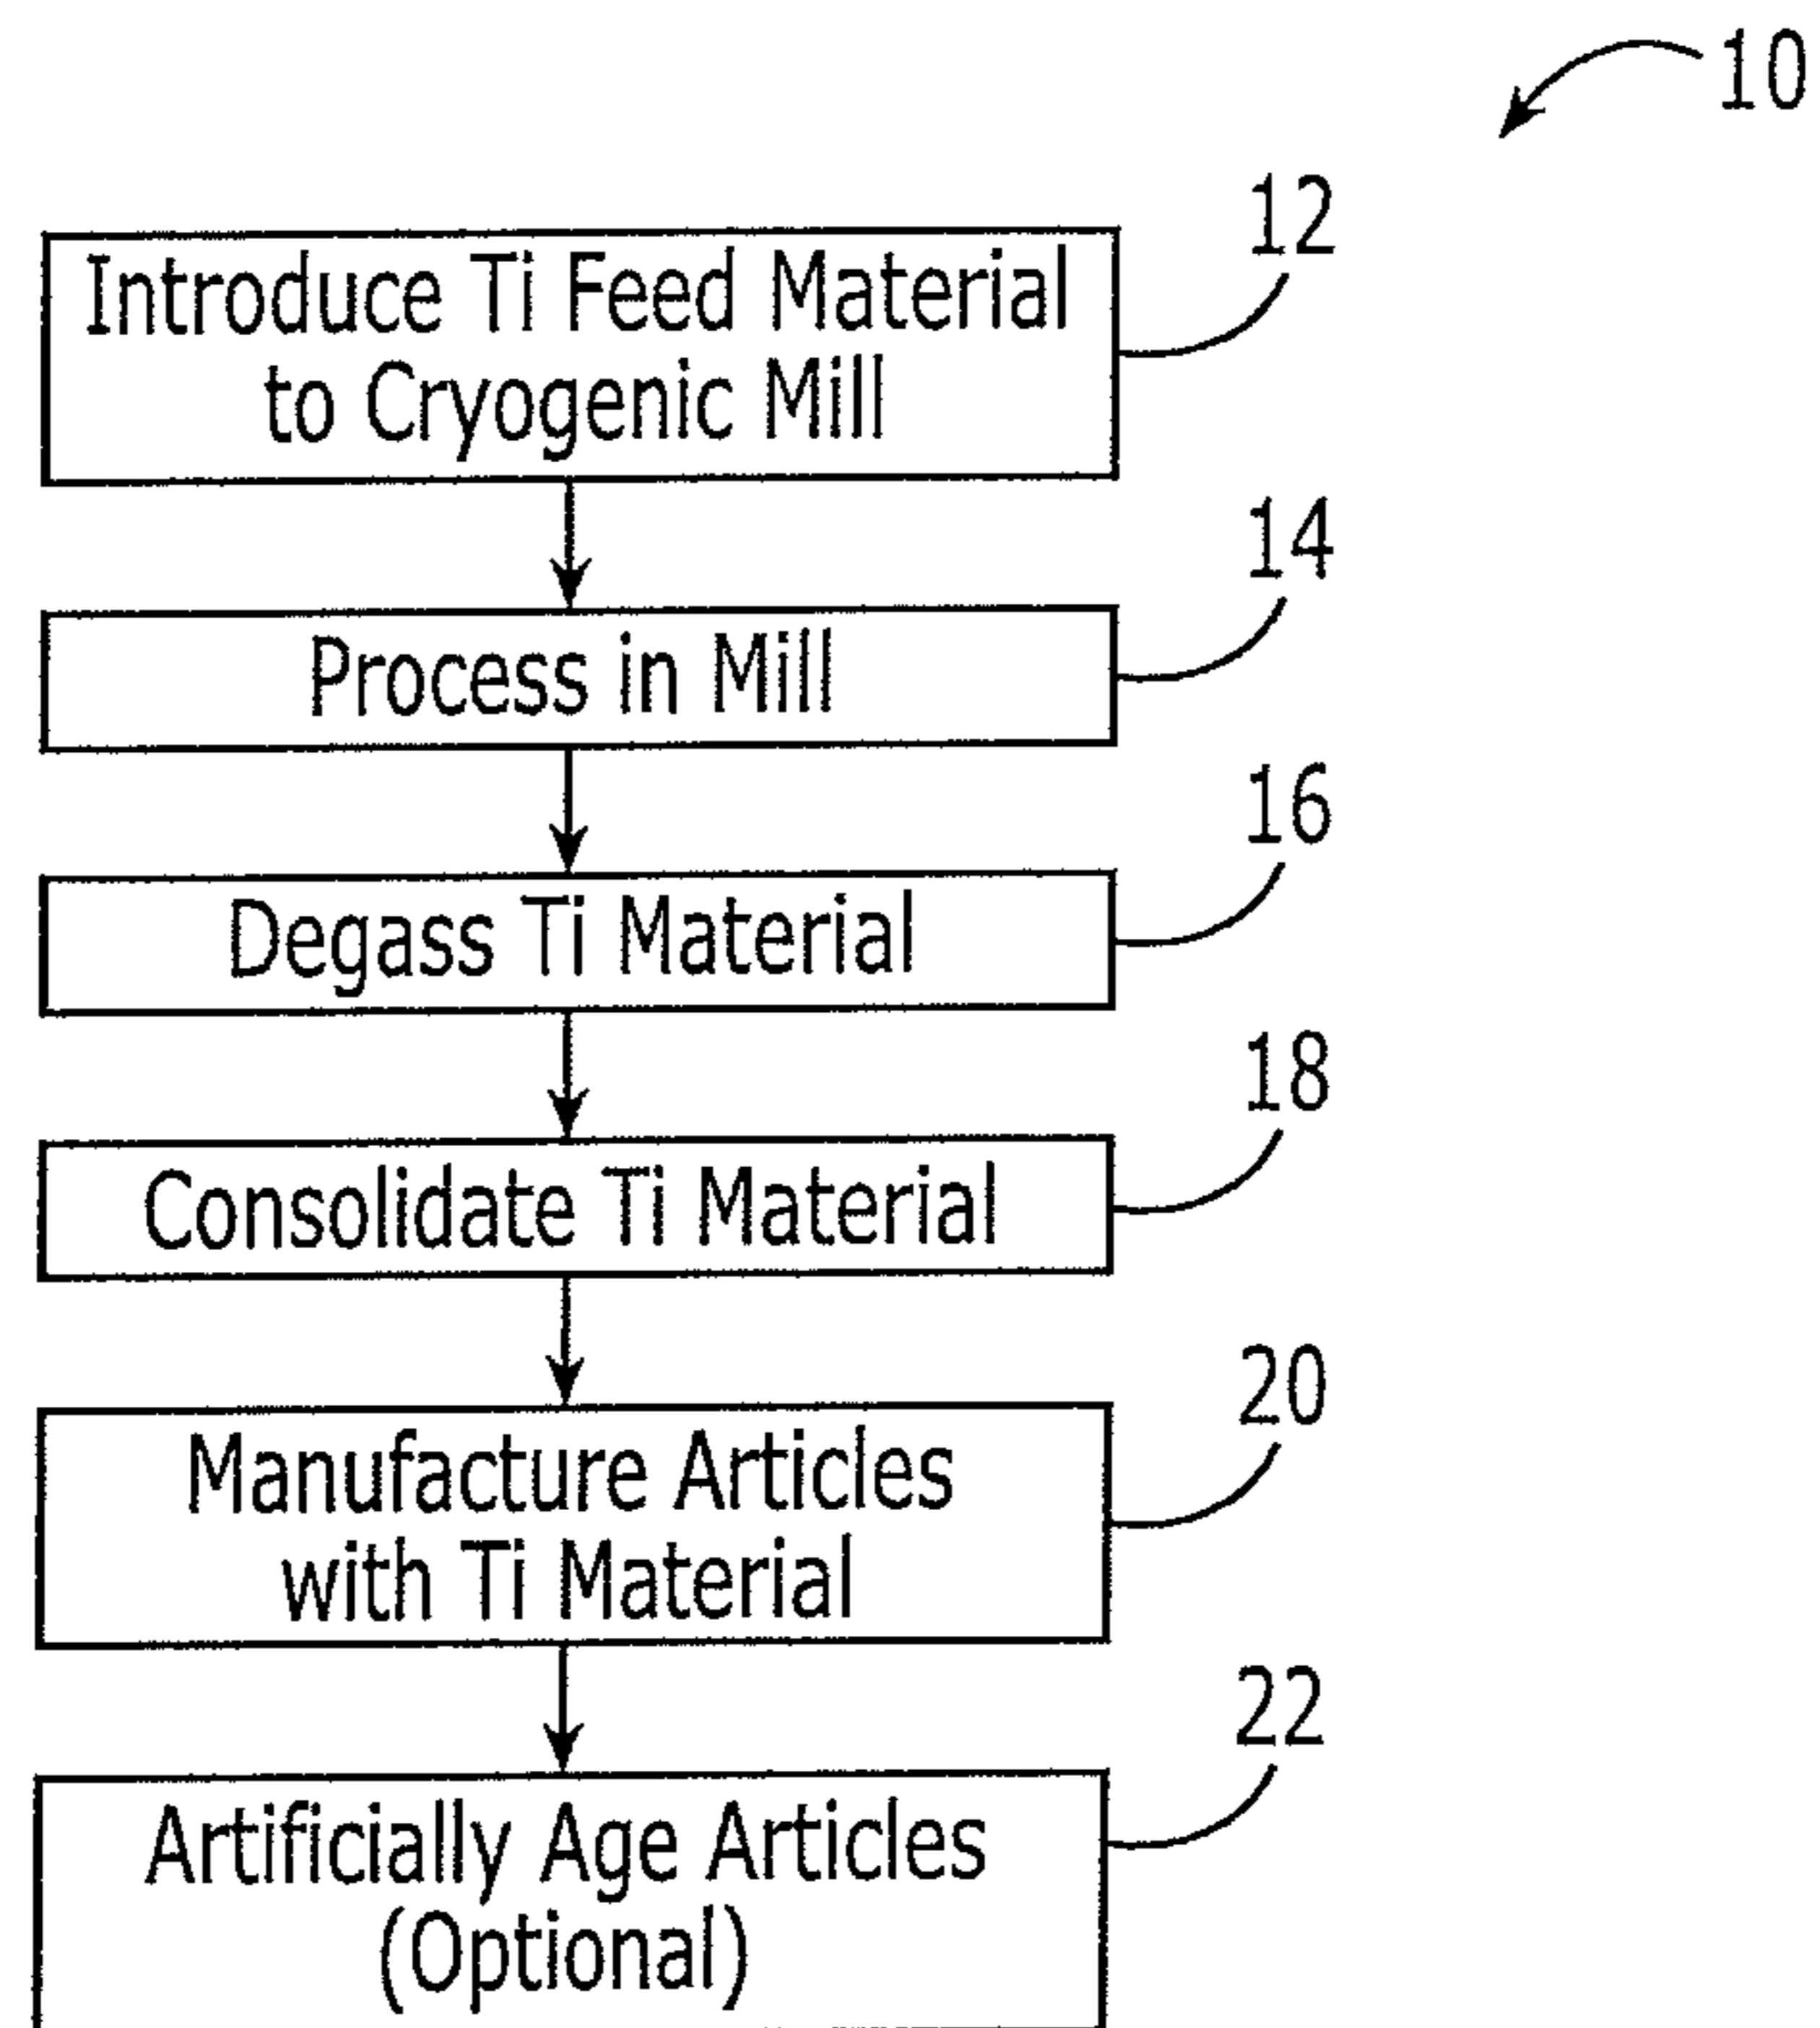 10
12
Introduce Ti Feed Material
to Cryogenic Mill
14
Process in Mill
16
Degass Ti Material
18
Consolidate Ti Material
20
Manufacture Articles
with Ti Material
22
Artificially Age Articles
(Optional)